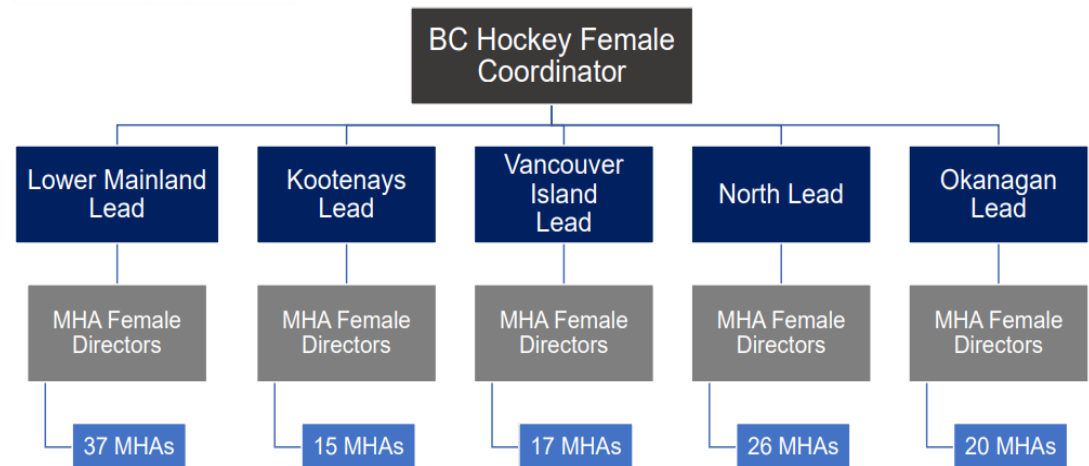 BC Hockey Female
Coordinator
Lower Mainland
Lead
Kootenays
Lead
Vancouver
Island
Lead
North Lead
Okanagan
Lead
MHA Female
Directors
MHA Female
Directors
MHA Female
Directors
MHA Female
Directors
MHA Female
Directors
37 MHAs
15 MHAs
17 MHAs
26 MHAs
20 MHAs